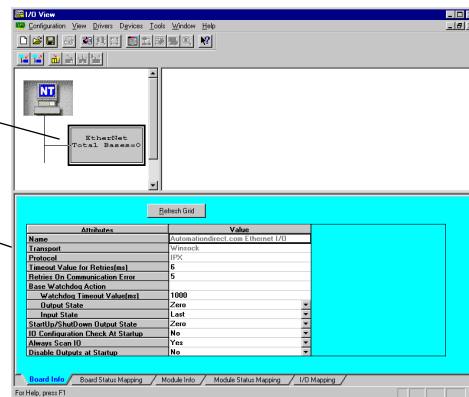 I/O View
Configuration View Drivers Devices Tools Window Help
NT
EtherNet
Total Bases=0
Refresh Grid
Attributes Value
Name Automationdirect.com Ethernet I/O
Transport Winsock
Protocol IPX
Timeout Value for Retries(ms) 6
Retries On Communication Error 5
Base Watchdog Action
Watchdog Timeout Value(ms) 1000
Output State Zero
Input State Last
StartUp/ShutDown Output State Zero
IO Configuration Check At Startup No
Always Scan IO Yes
Disable Outputs at Startup No
Board Info Board Status Mapping Module Info Module Status Mapping I/O Mapping
For Help, press F1